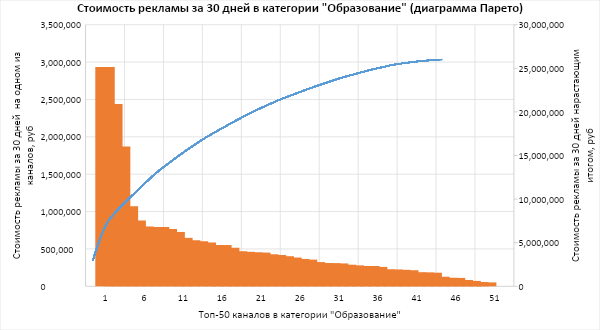 Стоимость рекламы за 30 дней в категории "Образование" (диаграмма Парето)
Стоимость рекламы за 30 дней на одном из
каналов, руб
3,500,000
3,000,000
2,500,000
2,000,000
1,500,000
1,000,000
500,000
0
30,000,000
25,000,000
20,000,000
15,000,000
10,000,000
5,000,000
0
Стоимость рекламы за 30 дней нарастающим
итогом, руб
1 6 11 16 21 26 31 36 41 46 51
Топ-50 каналов в категории "Образование"